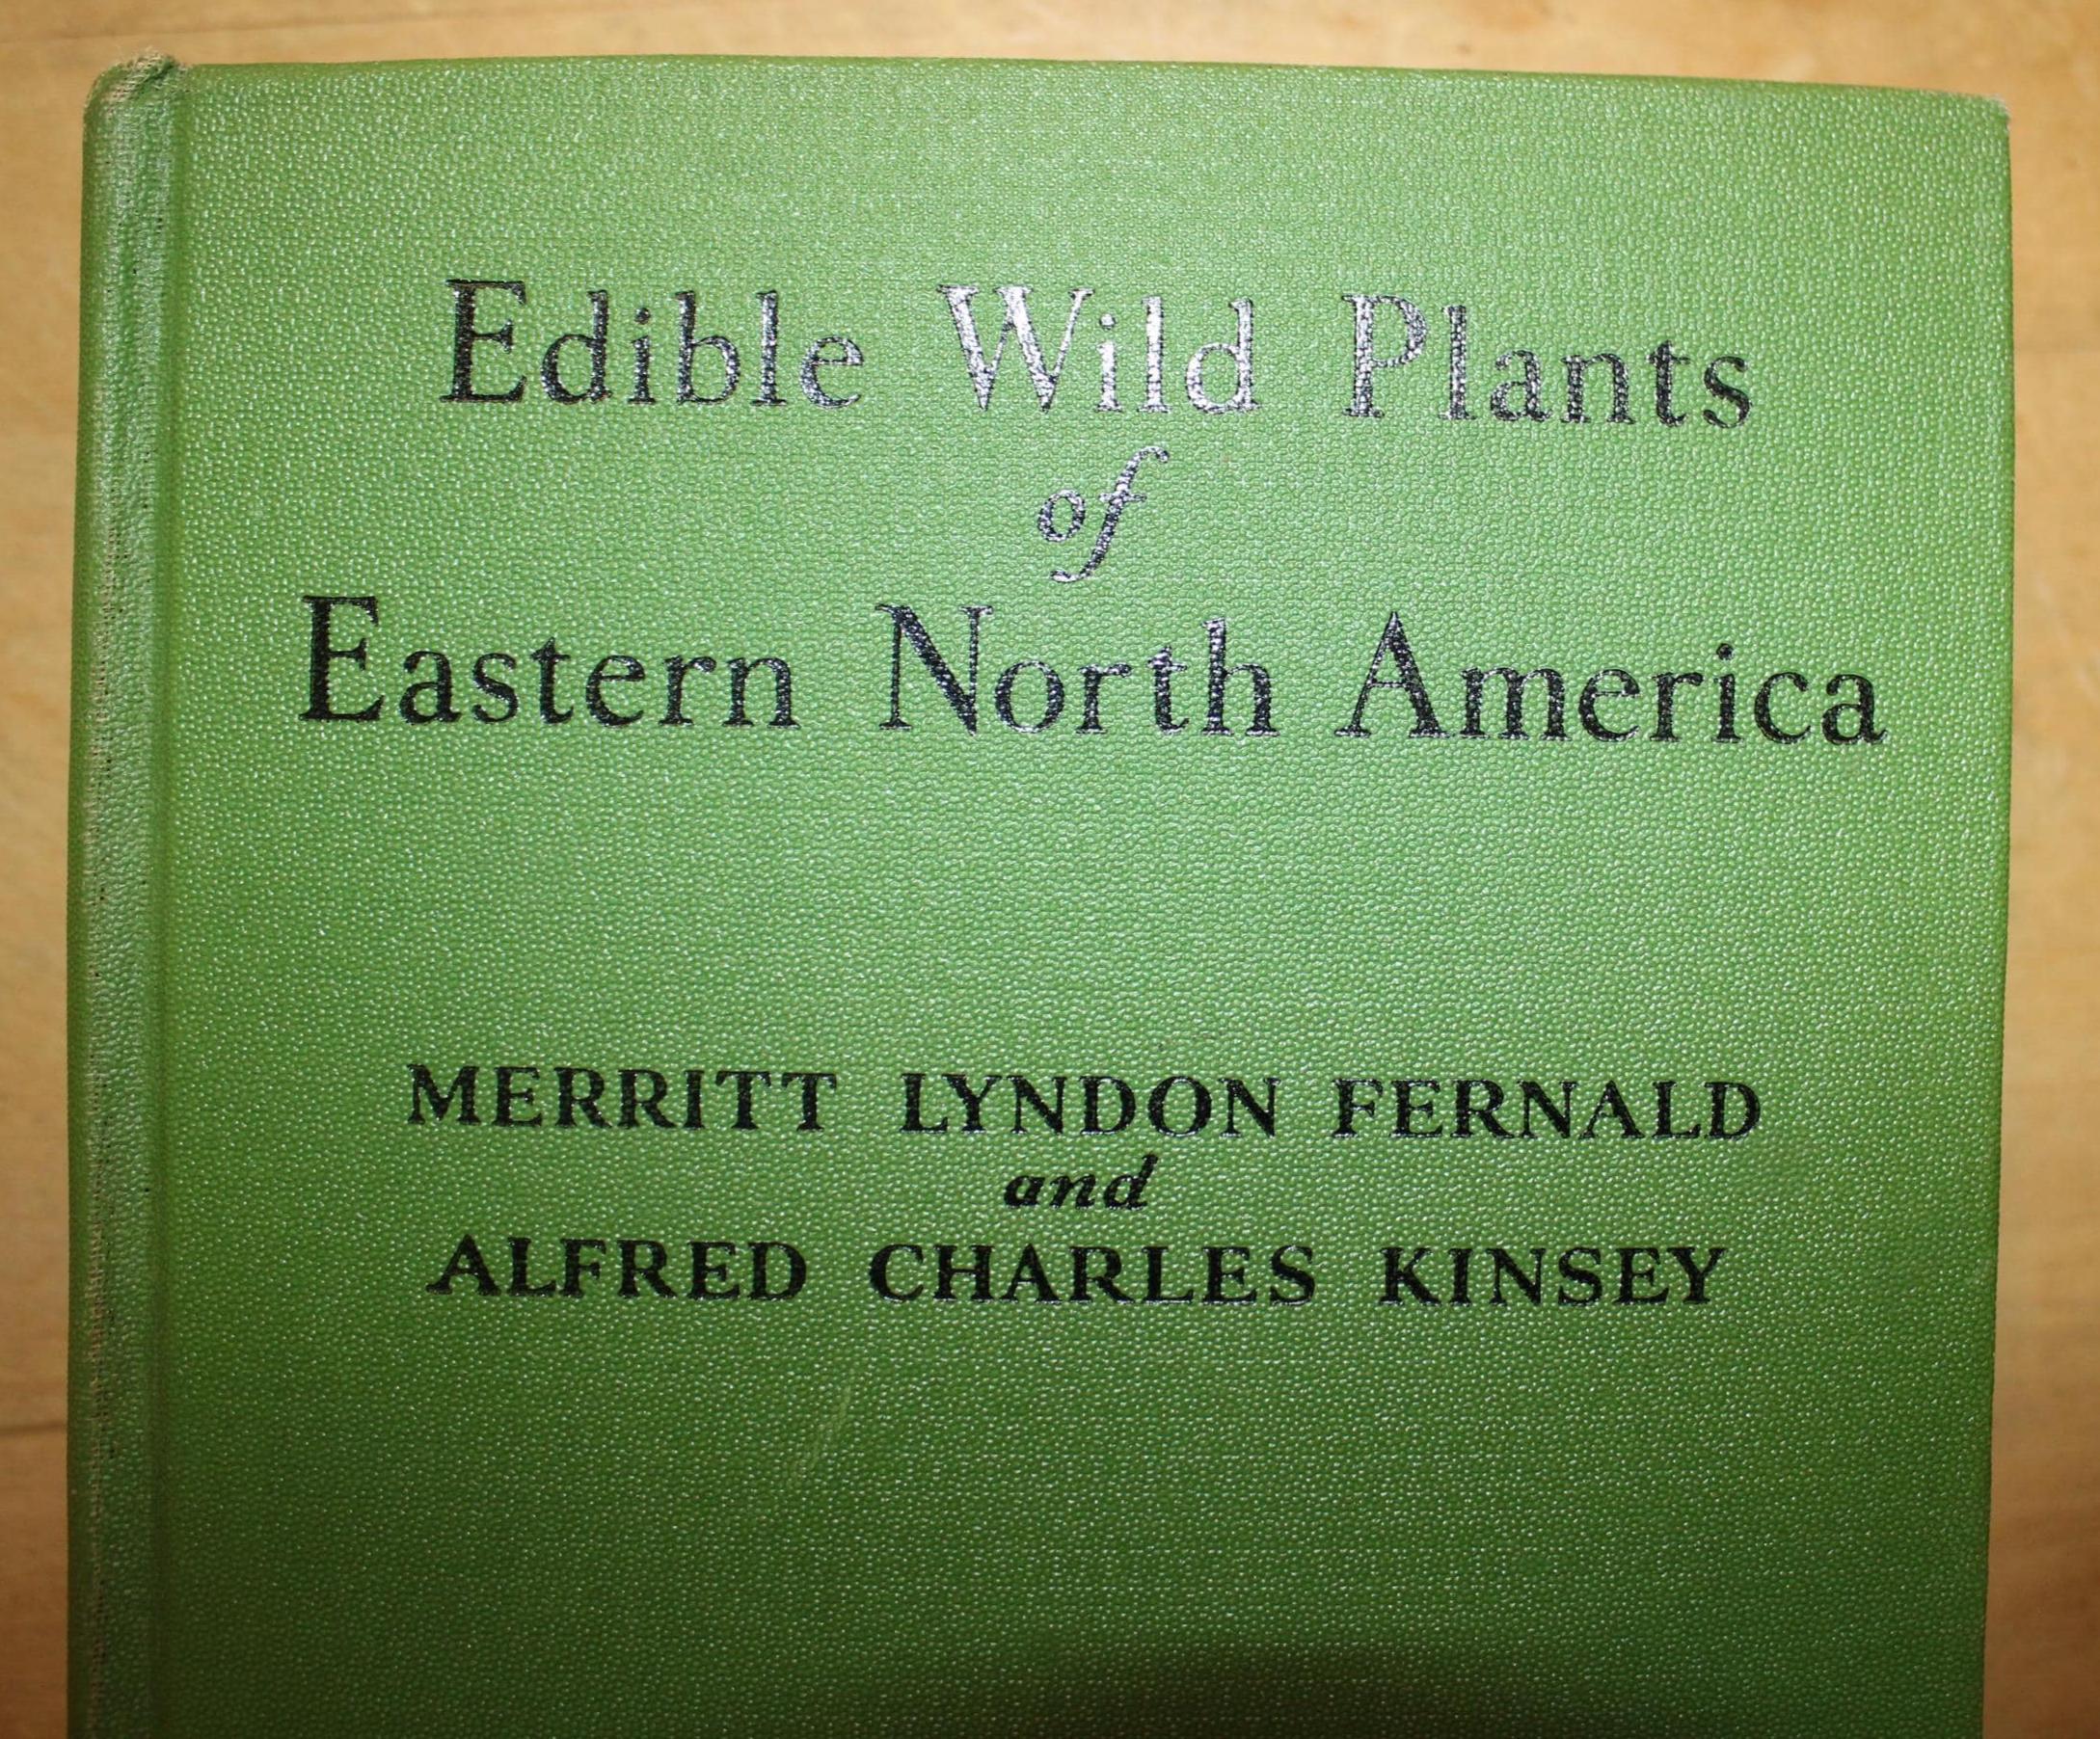 Edible Wild Plants
of
Eastern North America
MERRITT LYNDON FERNALD
and
ALFRED CHARLES KINSEY